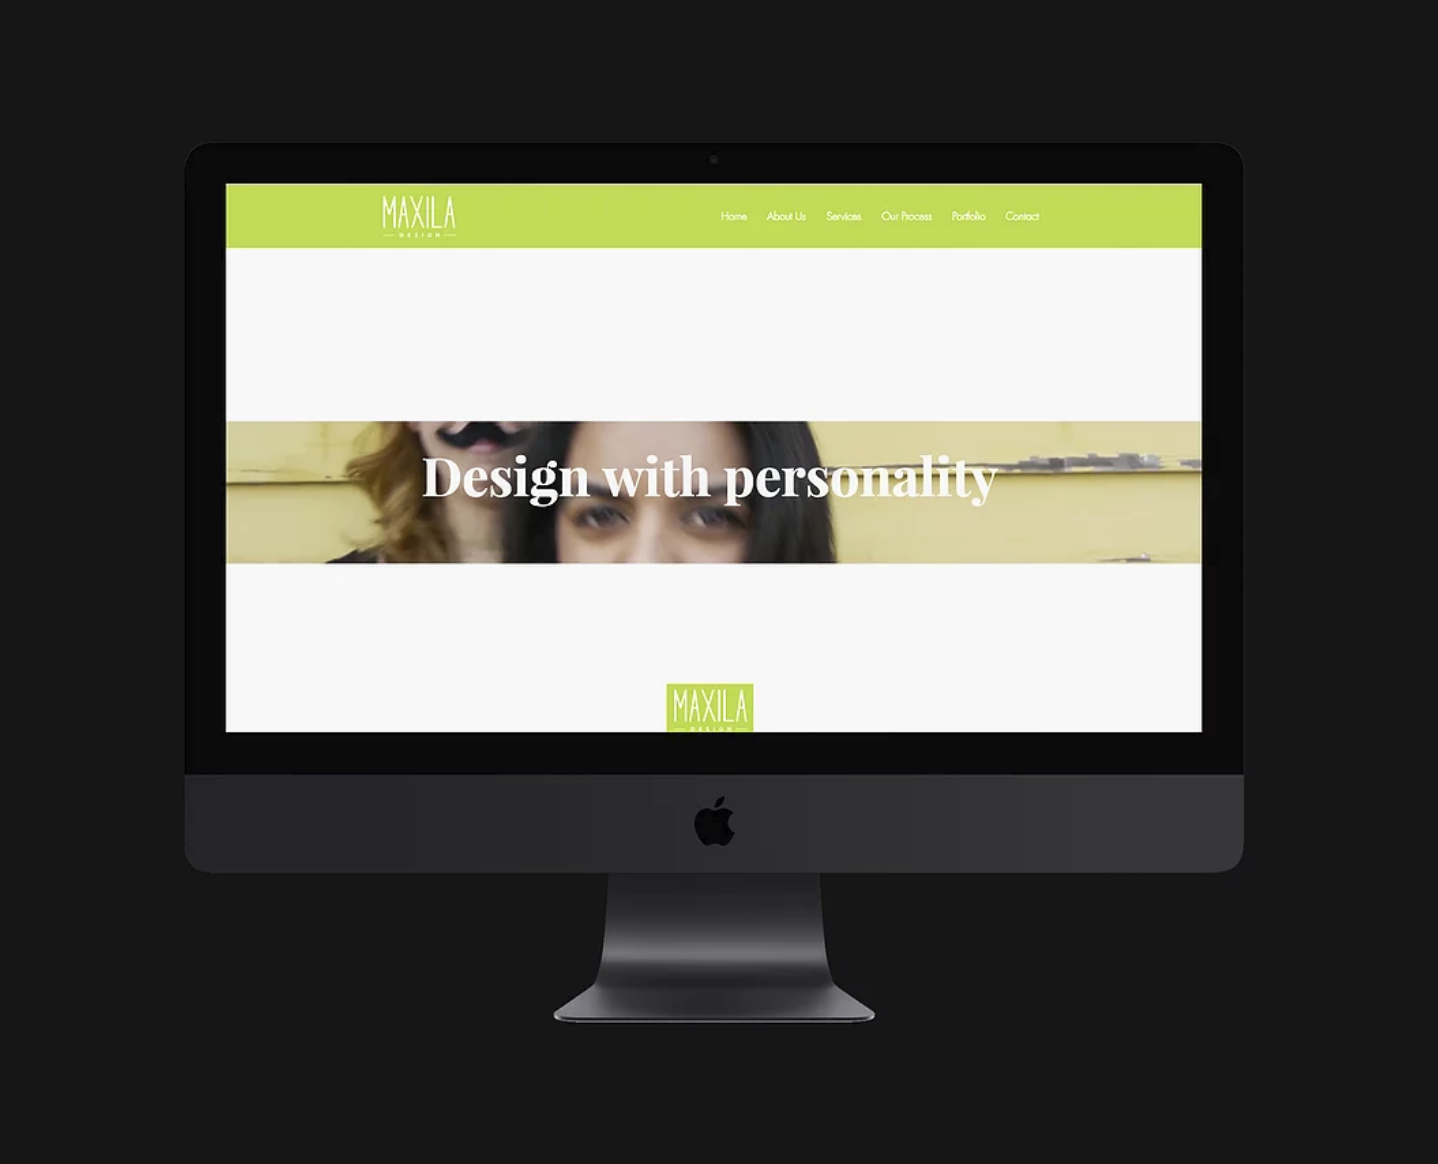 MAXILA
DESIGN
Home About Us Services Our Process Portfolio Contact
Design with personality
MAXILA
DESIGN